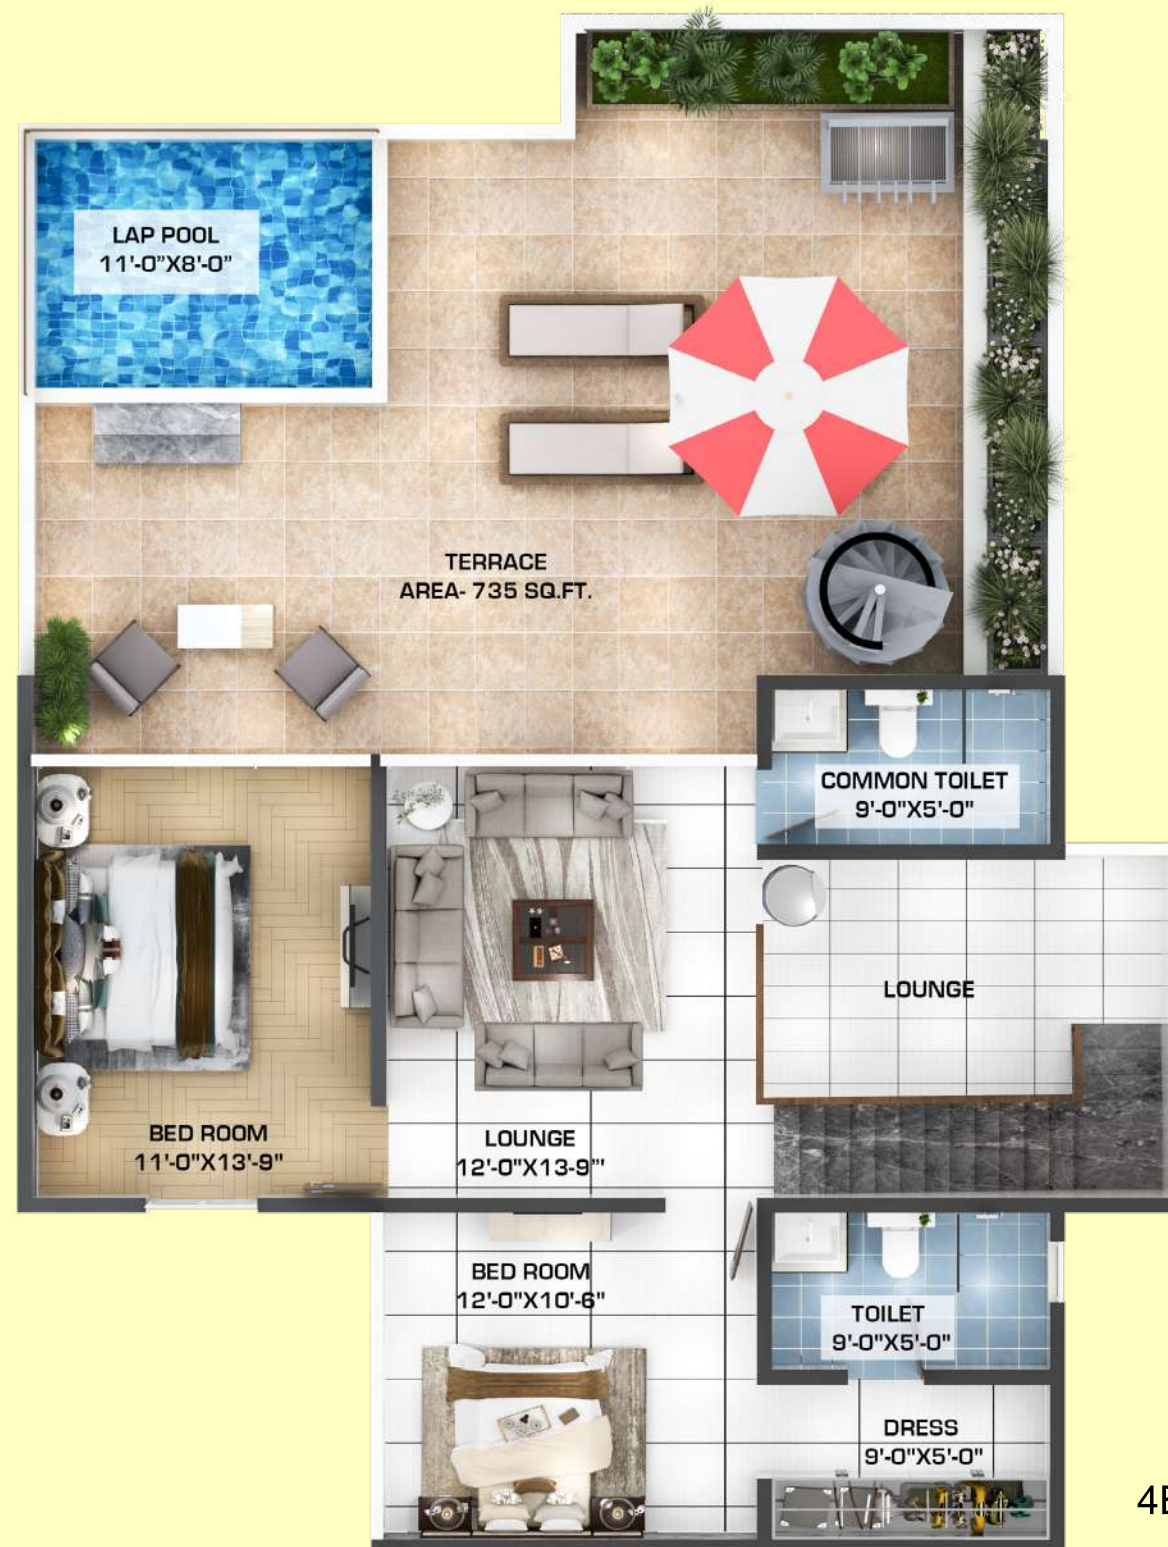 LAP POOL
11'-0"X8'-0"
TERRACE
AREA- 735 SQ.FT.
COMMON TOILET
9'-0"X5'-0"
LOUNGE
BED ROOM
11'-0"X13'-9"
LOUNGE
12'-0"X13-9"'
BED ROOM
12'-0"X10'-6"
TOILET
9'-0"X5'-0"
DRESS
9'-0"X5'-0"